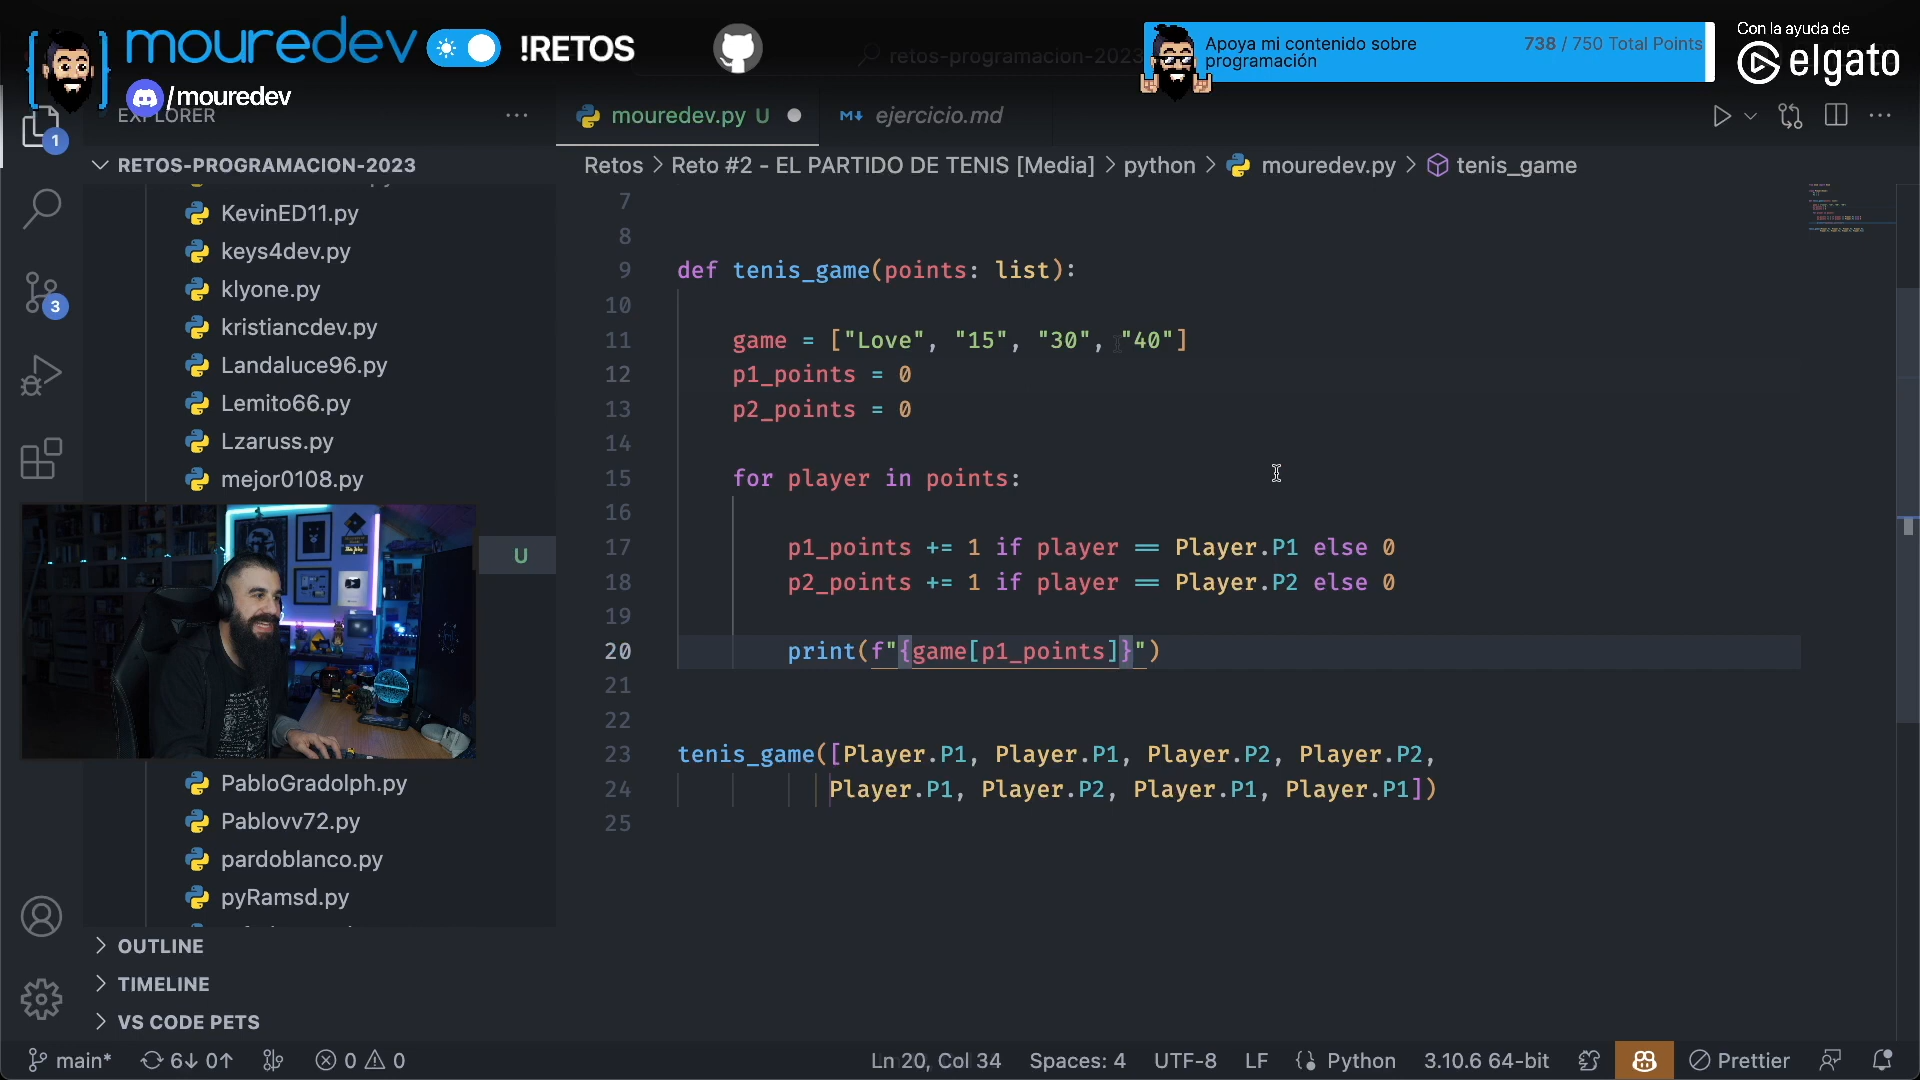 mouredev
!RETOS
/mouredev
retos-programacion-2023
Apoya mi contenido sobre
programación
738 / 750 Total Points
Con la ayuda de
elgato
EXPLORER
mouredev.py U
ejercicio.md
1
RETOS-PROGRAMACION-2023
Retos > Reto #2 - EL PARTIDO DE TENIS [Media] > python > mouredev.py > tenis_game
KevinED11.py
keys4dev.py
klyone.py
kristiancdev.py
Landaluce96.py
Lemito66.py
Lzaruss.py
mejor0108.py
3
U
PabloGradolph.py
Pablovv72.py
pardoblanco.py
pyRamsd.py
OUTLINE
TIMELINE
VS CODE PETS
7
8
9 def tenis_game(points: list):
10
11 game = ["Love", "15", "30", "40"]
12 p1_points = 0
13 p2_points = 0
14
15 for player in points:
16
17 p1_points += 1 if player == Player.P1 else 0
18 p2_points += 1 if player == Player.P2 else 0
19
20 print(f"{game[p1_points]}")
21
22
23 tenis_game([Player.P1, Player.P1, Player.P2, Player.P2,
24 Player.P1, Player.P2, Player.P1, Player.P1])
25
main* 6↓ 0↑ 0 0 Ln 20, Col 34 Spaces: 4 UTF-8 LF Python 3.10.6 64-bit Prettier